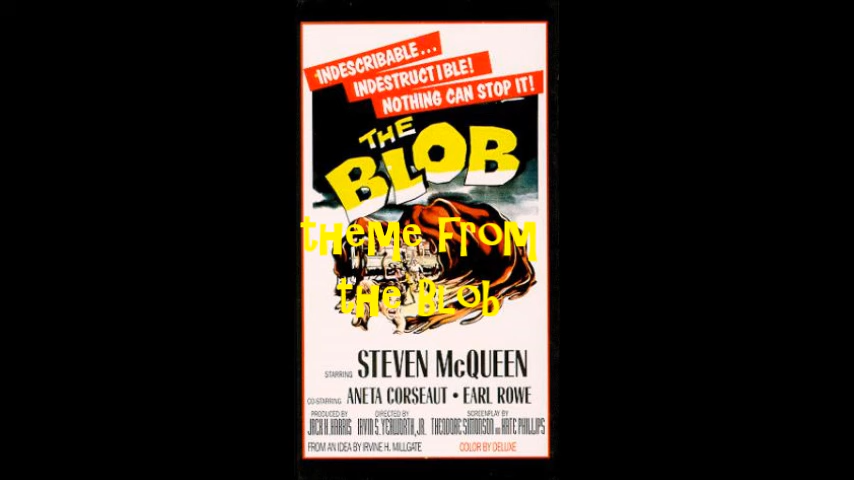 INDESCRIBABLE...
INDESTRUCTIBLE!
NOTHING CAN STOP IT!
THE
BLOB
tHeMe FroM
tHe BLob
STARRING STEVEN McQUEEN
CO-STARRING ANETA CORSEAUT • EARL ROWE
PRODUCED BY DIRECTED BY SCREENPLAY BY
JACK H. HARRIS IRVIN S. YEAWORTH, JR. THEODORE SIMONSON AND KATE PHILLIPS
FROM AN IDEA BY IRVINE H. MILLGATE COLOR BY DELUXE